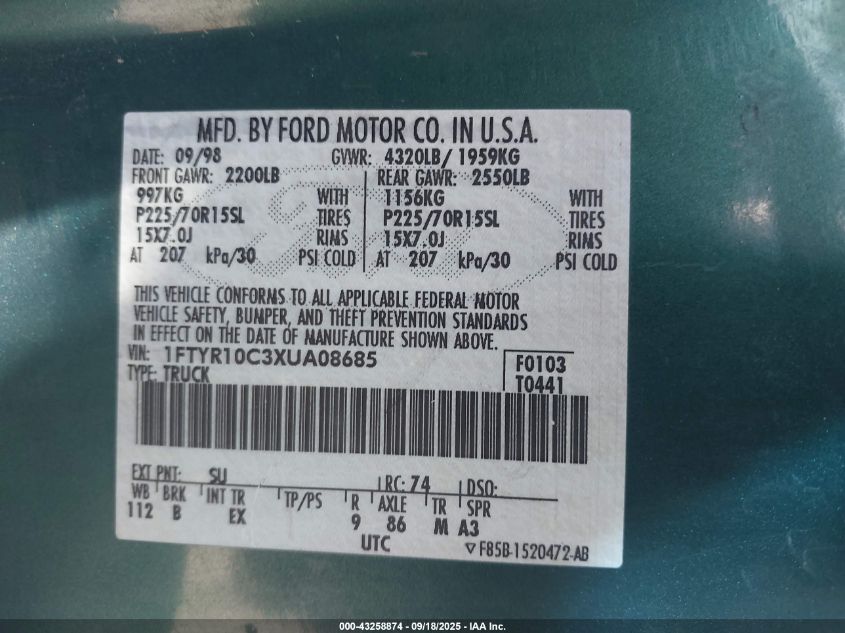 MFD. BY FORD MOTOR CO. IN U.S.A.
DATE: 09/98 GVWR: 4320LB/ 1959KG
FRONT GAWR: 2200LB REAR GAWR: 2550LB
997KG WITH 1156KG WITH
P225/70R15SL TIRES P225/70R15SL TIRES
15X7.0J RIMS 15X7.0J RIMS
AT 207 kPa/30 PSI COLD AT 207 kPa/30 PSI COLD
THIS VEHICLE CONFORMS TO ALL APPLICABLE FEDERAL MOTOR
VEHICLE SAFETY, BUMPER, AND THEFT PREVENTION STANDARDS
IN EFFECT ON THE DATE OF MANUFACTURE SHOWN ABOVE.
VIN: 1FTYR10C3XUA08685 F0103
TYPE: TRUCK T0441
EXT PNT: SU RC: 74 DSO:
WB BRK INT TR TP/PS R AXLE TR SPR
112 B EX 9 86 M A3
UTC F85B-1520472-AB
000-43258874 - 09/18/2025 - IAA Inc.